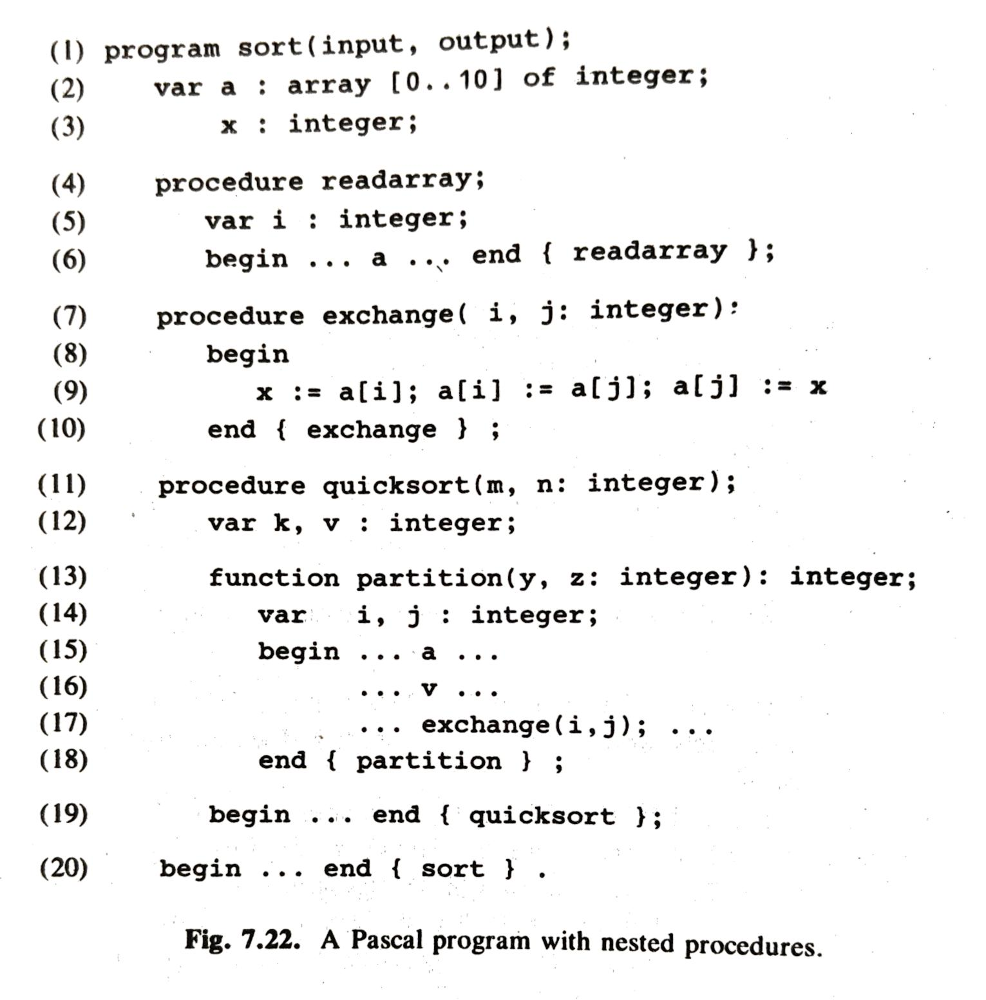 (1) program sort(input, output);
(2) var a : array [0..10] of integer;
(3) x : integer;
(4) procedure readarray;
(5) var i : integer;
(6) begin ... a ... end { readarray };
(7) procedure exchange( i, j: integer):
(8) begin
(9) x := a[i]; a[i] := a[j]; a[j] := x
(10) end { exchange } ;
(11) procedure quicksort(m, n: integer);
(12) var k, v : integer;
(13) function partition(y, z: integer): integer;
(14) var i, j : integer;
(15) begin ... a ...
(16) ... v ...
(17) ... exchange(i,j); ...
(18) end { partition } ;
(19) begin ... end { quicksort };
(20) begin ... end { sort } .
Fig. 7.22. A Pascal program with nested procedures.